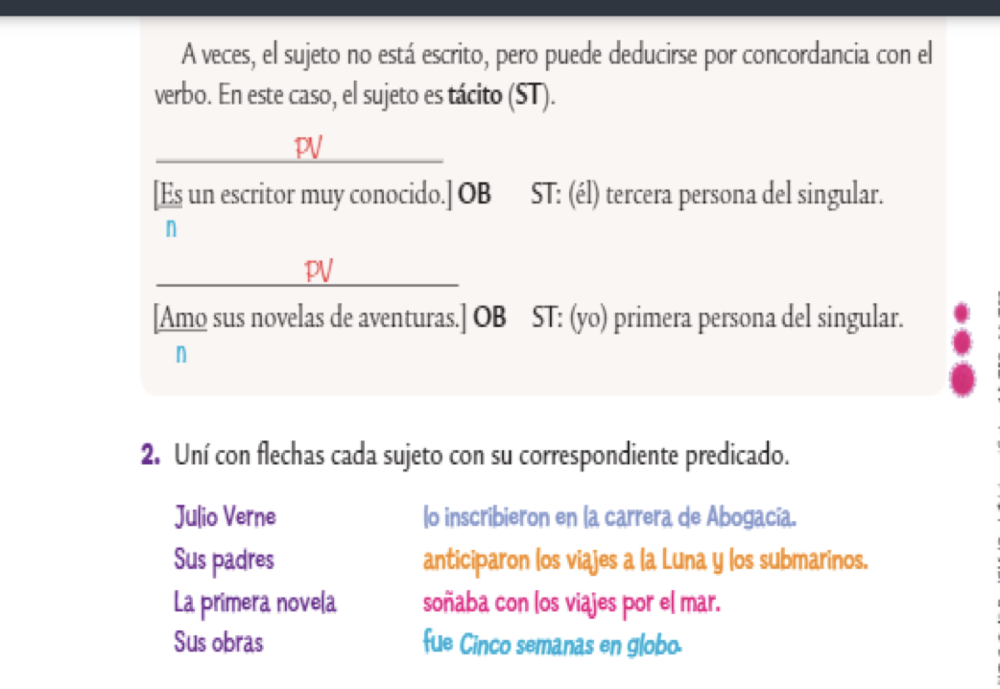 A veces, el sujeto no está escrito, pero puede deducirse por concordancia con el
verbo. En este caso, el sujeto es tácito (ST).
PV
[Es un escritor muy conocido.] OB ST: (él) tercera persona del singular.
n
PV
[Amo sus novelas de aventuras.] OB ST: (yo) primera persona del singular.
n
2. Uní con flechas cada sujeto con su correspondiente predicado.
Julio Verne lo inscribieron en la carrera de Abogacía.
Sus padres anticiparon los viajes a la Luna y los submarinos.
La primera novela soñaba con los viajes por el mar.
Sus obras fue Cinco semanas en globo.